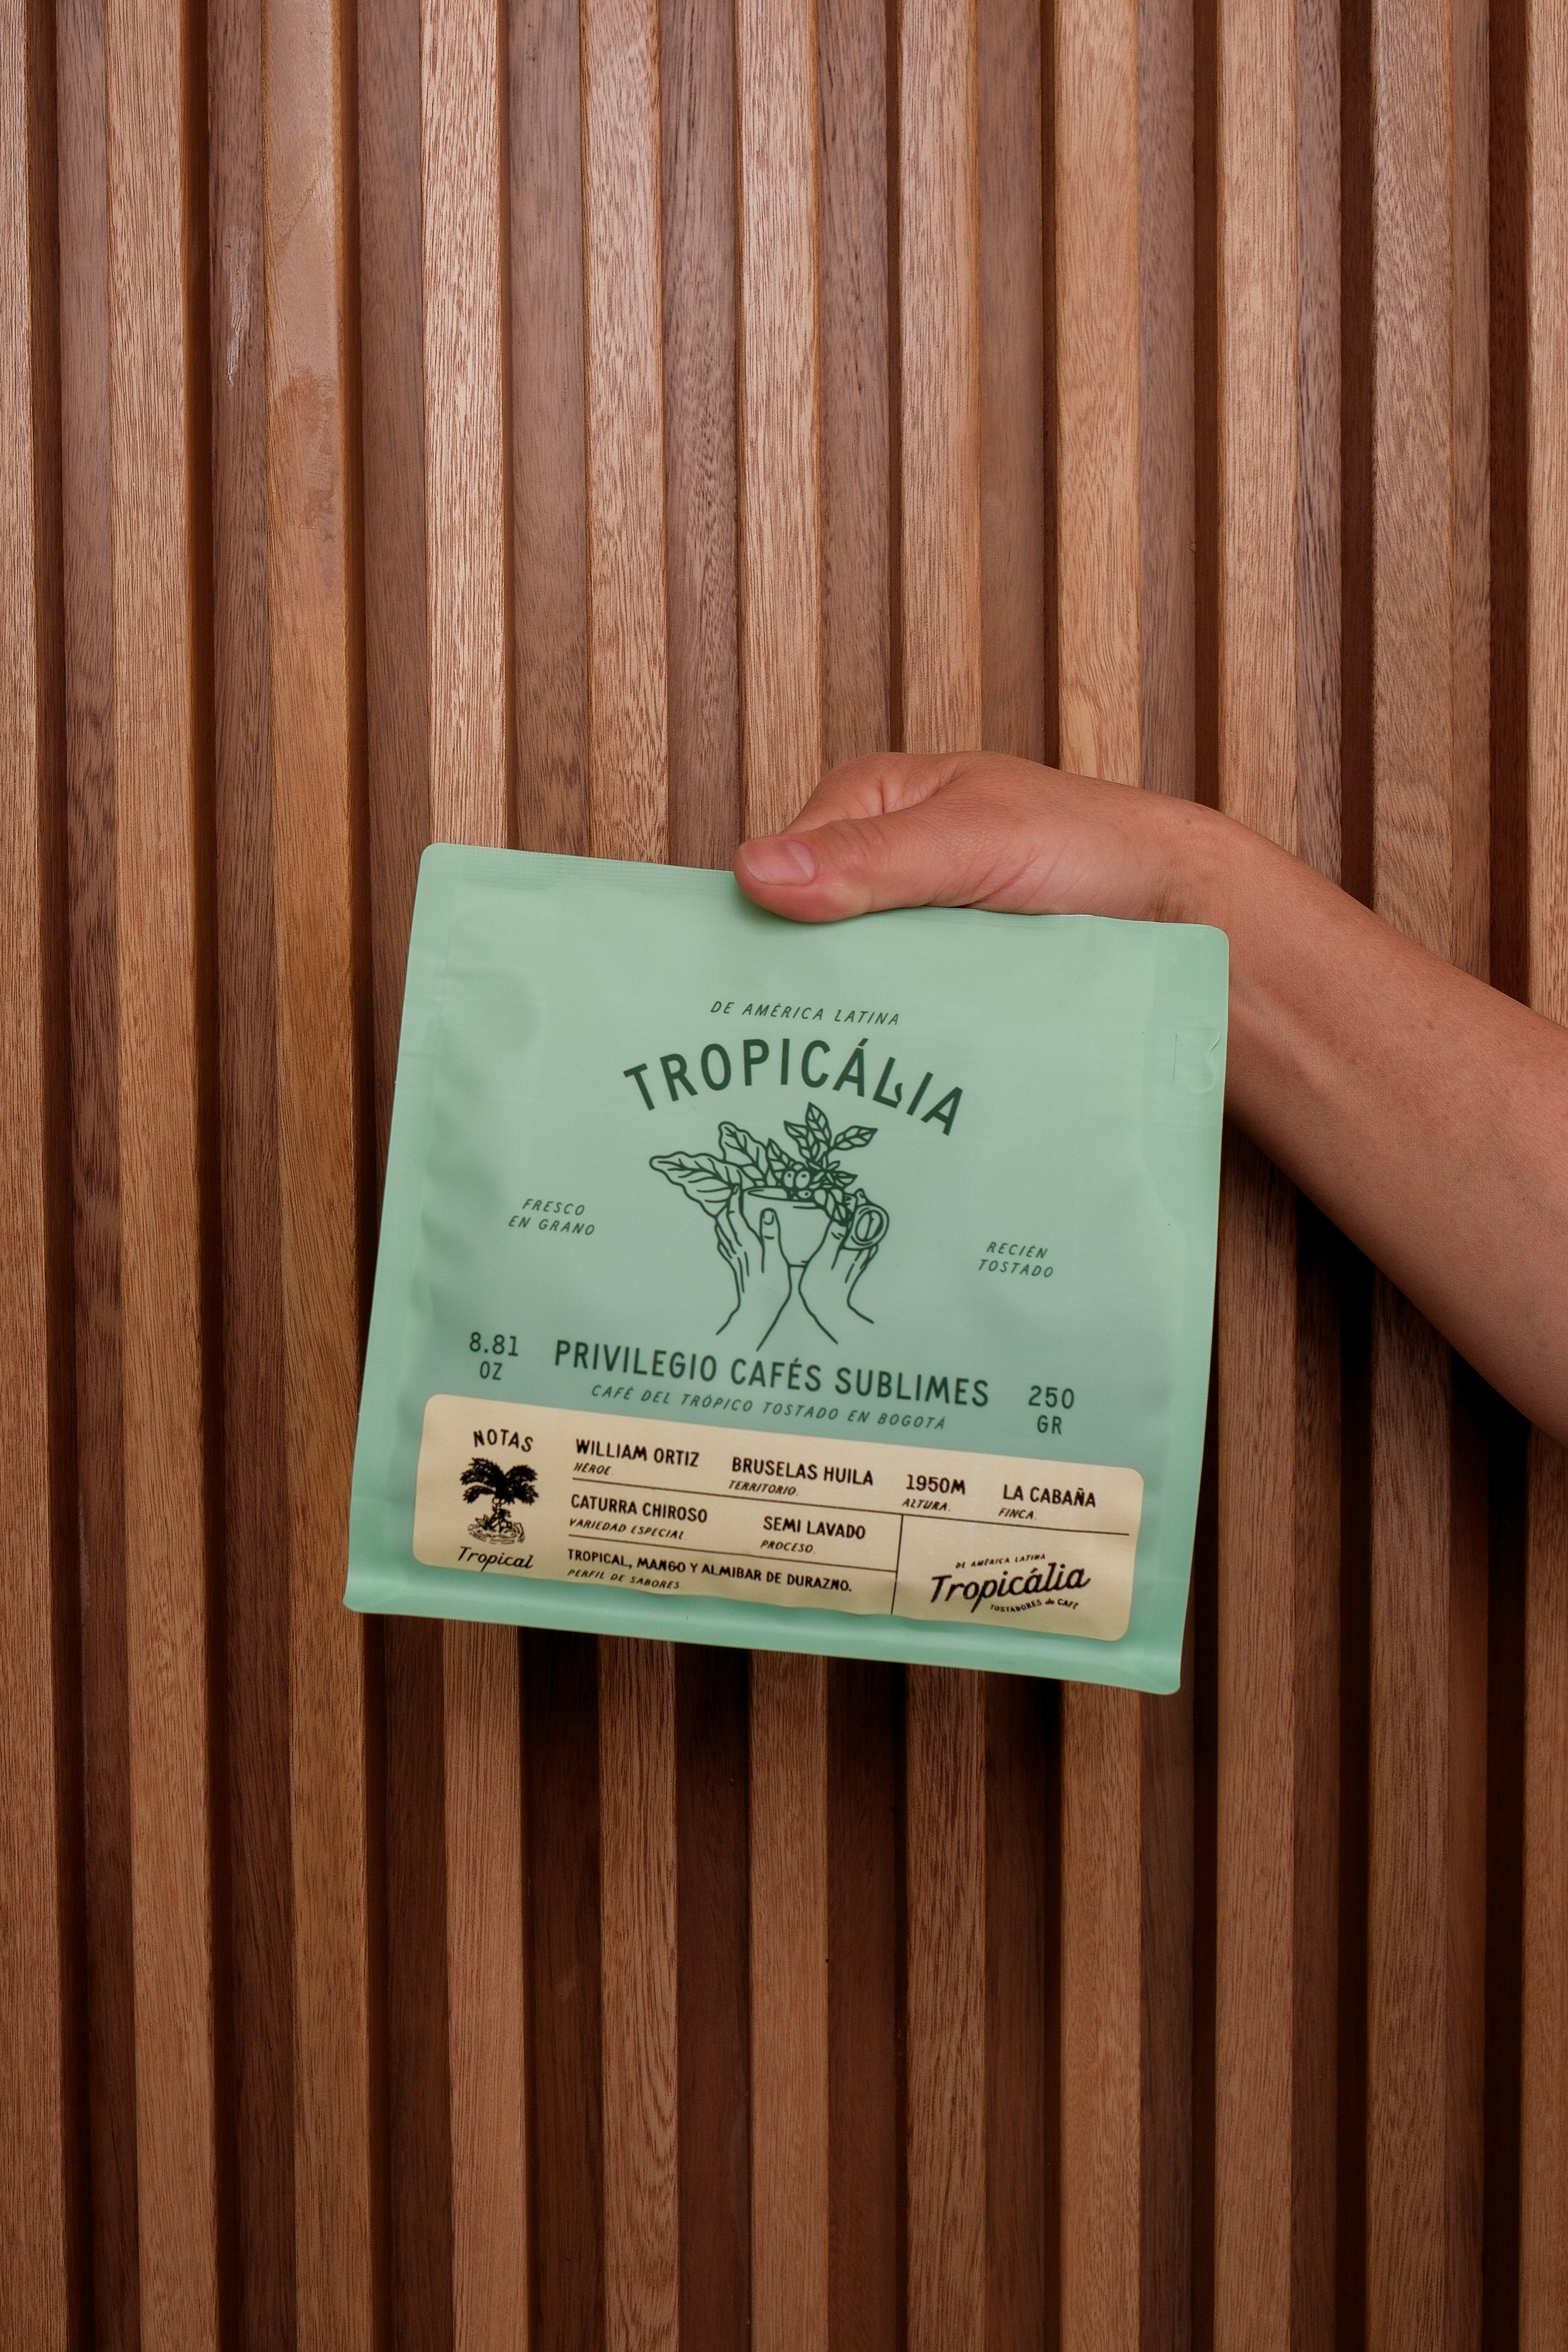 DE AMÉRICA LATINA
TROPICÁLIA
FRESCO
EN GRANO
RECIÉN
TOSTADO
8.81
OZ
PRIVILEGIO CAFÉS SUBLIMES
250
GR
CAFÉ DEL TRÓPICO TOSTADO EN BOGOTÁ
NOTAS
Tropical
WILLIAM ORTIZ
HÉROE.
BRUSELAS HUILA
TERRITORIO.
1950M
ALTURA.
LA CABAÑA
FINCA.
CATURRA CHIROSO
VARIEDAD ESPECIAL
SEMI LAVADO
PROCESO.
TROPICAL, MANGO Y ALMIBAR DE DURAZNO.
PERFIL DE SABORES
DE AMÉRICA LATINA
Tropicália
TOSTADORES de CAFÉ